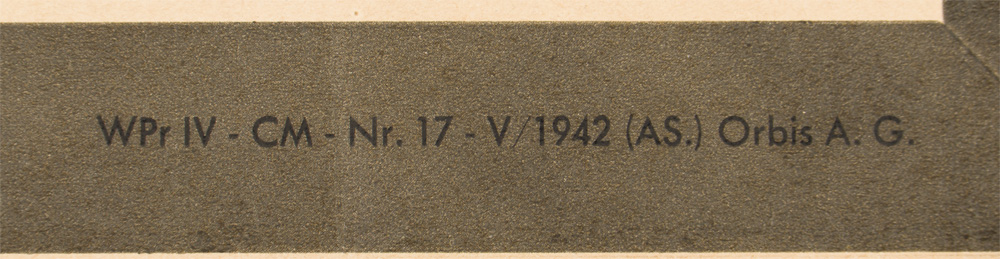 WPr IV - CM - Nr. 17 - V/1942 (AS.) Orbis A. G.